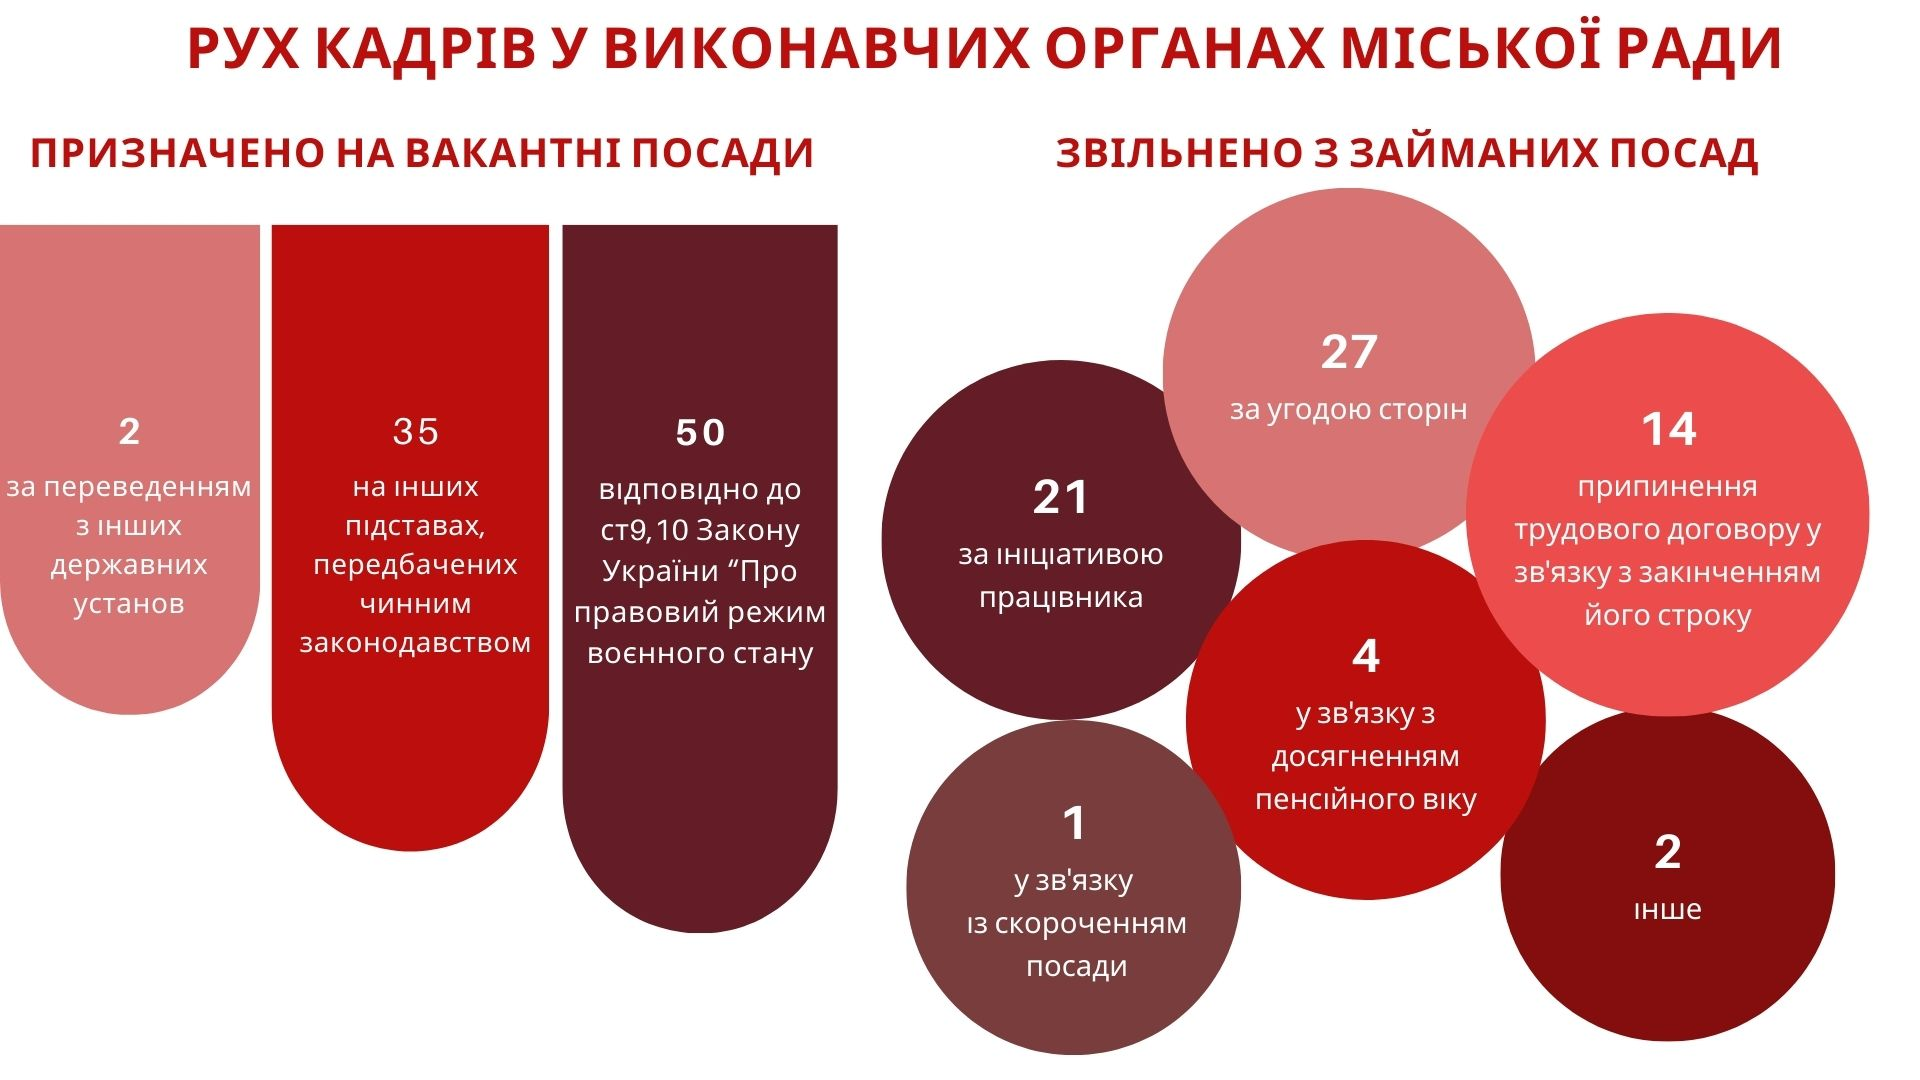 РУХ КАДРІВ У ВИКОНАВЧИХ ОРГАНАХ МІСЬКОЇ РАДИ
ПРИЗНАЧЕНО НА ВАКАНТНІ ПОСАДИ
2
за переведенням
з інших
державних
установ
35
на інших
підставах,
передбачених
чинним
законодавством
50
відповідно до
ст9,10 Закону
України “Про
правовий режим
воєнного стану
ЗВІЛЬНЕНО З ЗАЙМАНИХ ПОСАД
27
за угодою сторін
14
припинення
трудового договору у
зв'язку з закінченням
його строку
21
за ініціативою
працівника
4
у зв'язку з
досягненням
пенсійного віку
1
у зв'язку
із скороченням
посади
2
інше